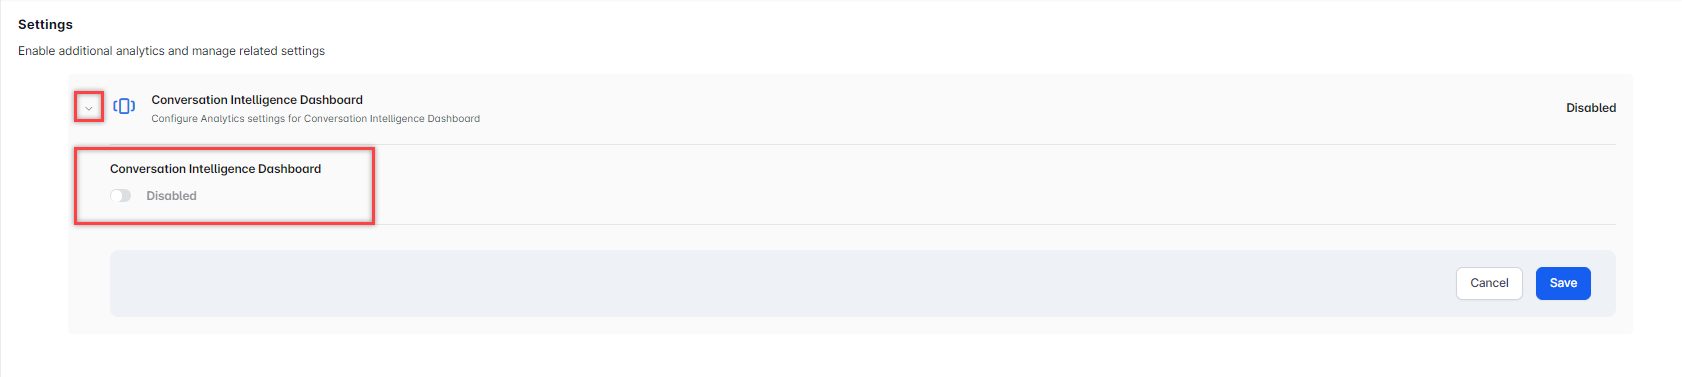 Settings
Enable additional analytics and manage related settings
Conversation Intelligence Dashboard
Disabled
Configure Analytics settings for Conversation Intelligence Dashboard
Conversation Intelligence Dashboard
Disabled
Cancel
Save